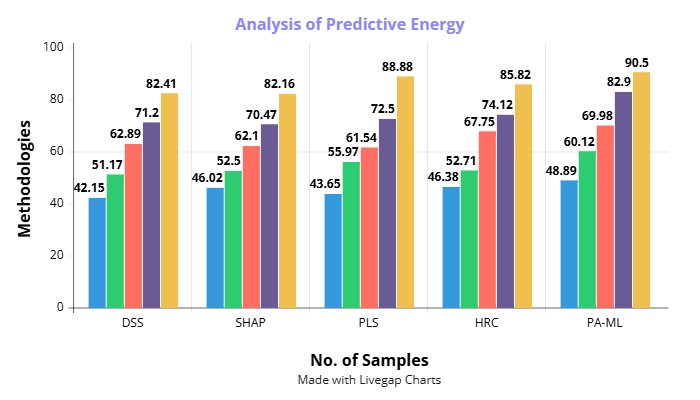 Analysis of Predictive Energy
Methodologies
100
80
60
40
20
0
42.15 51.17 62.89 71.2 82.41
46.02 52.5 62.1 70.47 82.16
43.65 55.97 61.54 72.5 88.88
46.38 52.71 67.75 74.12 85.82
48.89 60.12 69.98 82.9 90.5
DSS SHAP PLS HRC PA-ML
No. of Samples
Made with Livegap Charts